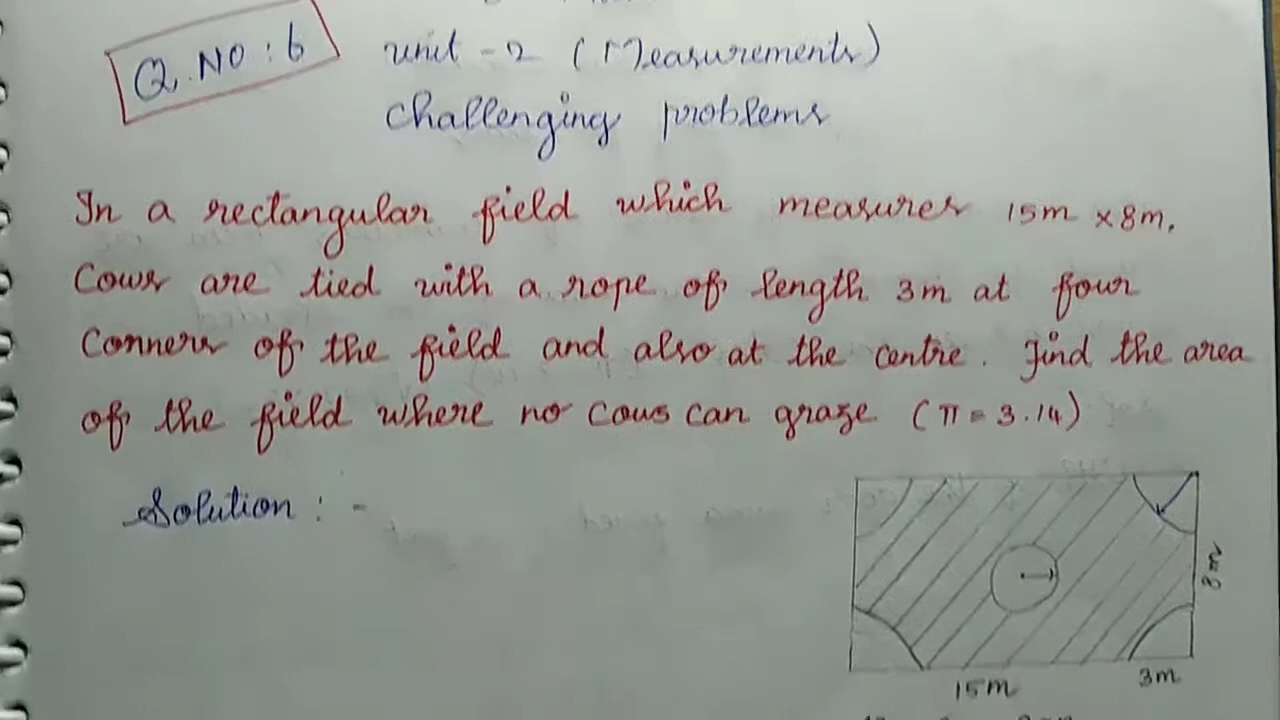 Q.NO:6
unit-2 (Measurements)
challenging problems
In a rectangular field which measures 15m x 8m.
Cows are tied with a rope of length 3m at four
Corners of the field and also at the centre. find the area
of the field where no cows can graze (π = 3.14)
Solution : -
8m
15m
3m